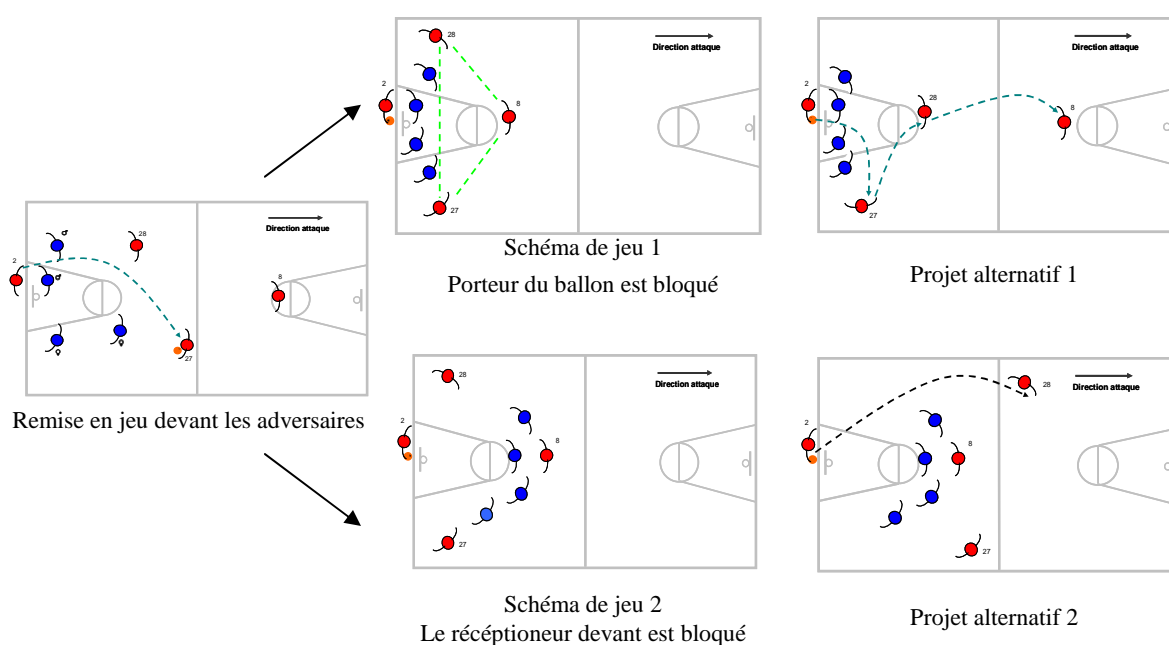 28
Direction attaque
2
8
27
Schéma de jeu 1
Porteur du ballon est bloqué
Direction attaque
2
28
8
27
Projet alternatif 1
Direction attaque
♂
28
2
♂
8
♀
♀
27
Remise en jeu devant les adversaires
28
Direction attaque
2
8
27
Schéma de jeu 2
Le récéptioneur devant est bloqué
28
Direction attaque
2
8
27
Projet alternatif 2